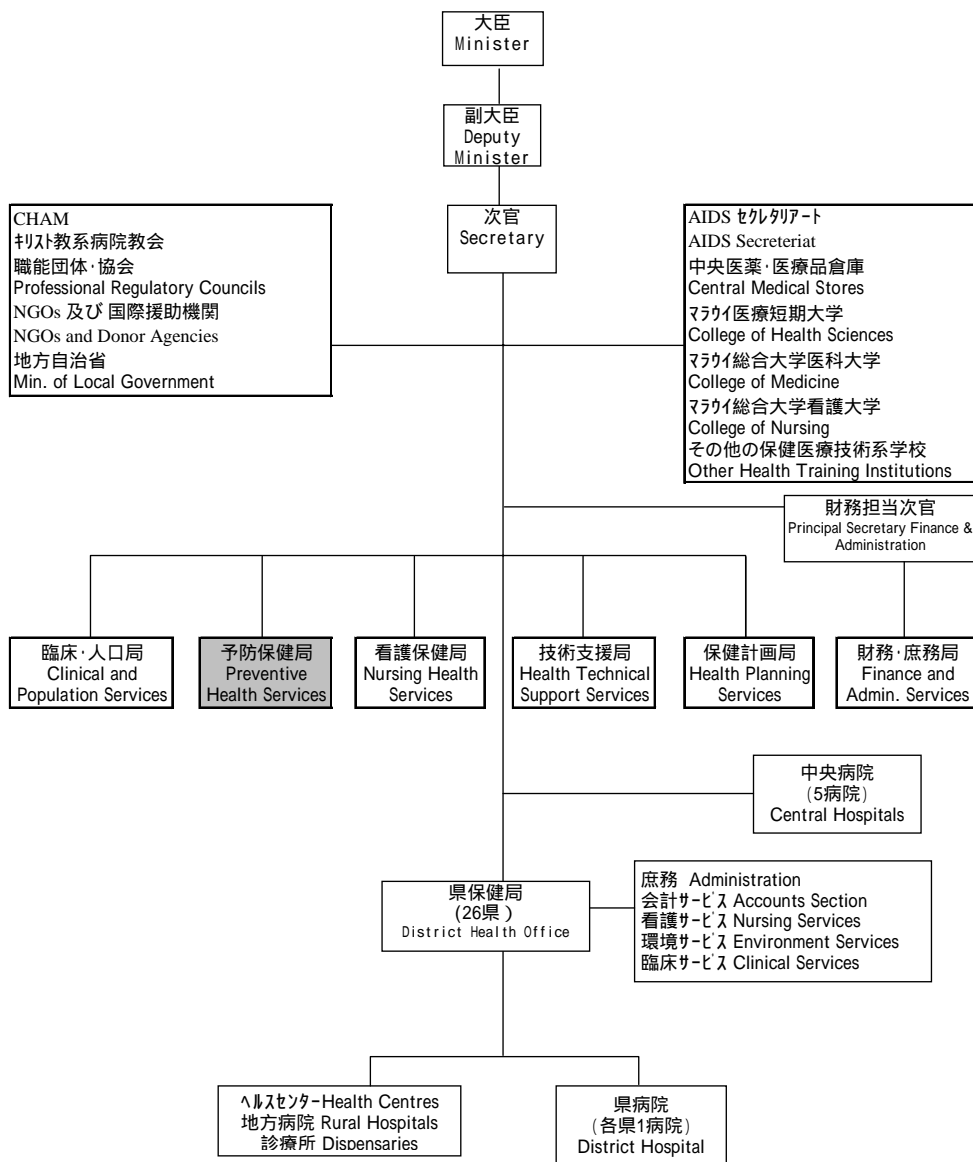 大臣
Minister
副大臣
Deputy
Minister
次官
Secretary
CHAM
ｷﾘｽﾄ教系病院教会
職能団体･協会
Professional Regulatory Councils
NGOs 及び 国際援助機関
NGOs and Donor Agencies
地方自治省
Min. of Local Government
AIDS ｾｸﾚﾀﾘｱｰﾄ
AIDS Secreteriat
中央医薬･医療品倉庫
Central Medical Stores
ﾏﾗｳｲ医療短期大学
College of Health Sciences
ﾏﾗｳｲ総合大学医科大学
College of Medicine
ﾏﾗｳｲ総合大学看護大学
College of Nursing
その他の保健医療技術系学校
Other Health Training Institutions
財務担当次官
Principal Secretary Finance &
Administration
臨床･人口局
Clinical and
Population Services
予防保健局
Preventive
Health Services
看護保健局
Nursing Health
Services
技術支援局
Health Technical
Support Services
保健計画局
Health Planning
Services
財務･庶務局
Finance and
Admin. Services
中央病院
(5病院)
Central Hospitals
県保健局
(26県)
District Health Office
庶務 Administration
会計ｻｰﾋﾞｽ Accounts Section
看護ｻｰﾋﾞｽ Nursing Services
環境ｻｰﾋﾞｽ Environment Services
臨床ｻｰﾋﾞｽ Clinical Services
ﾍﾙｽｾﾝﾀｰHealth Centres
地方病院 Rural Hospitals
診療所 Dispensaries
県病院
(各県1病院)
District Hospital